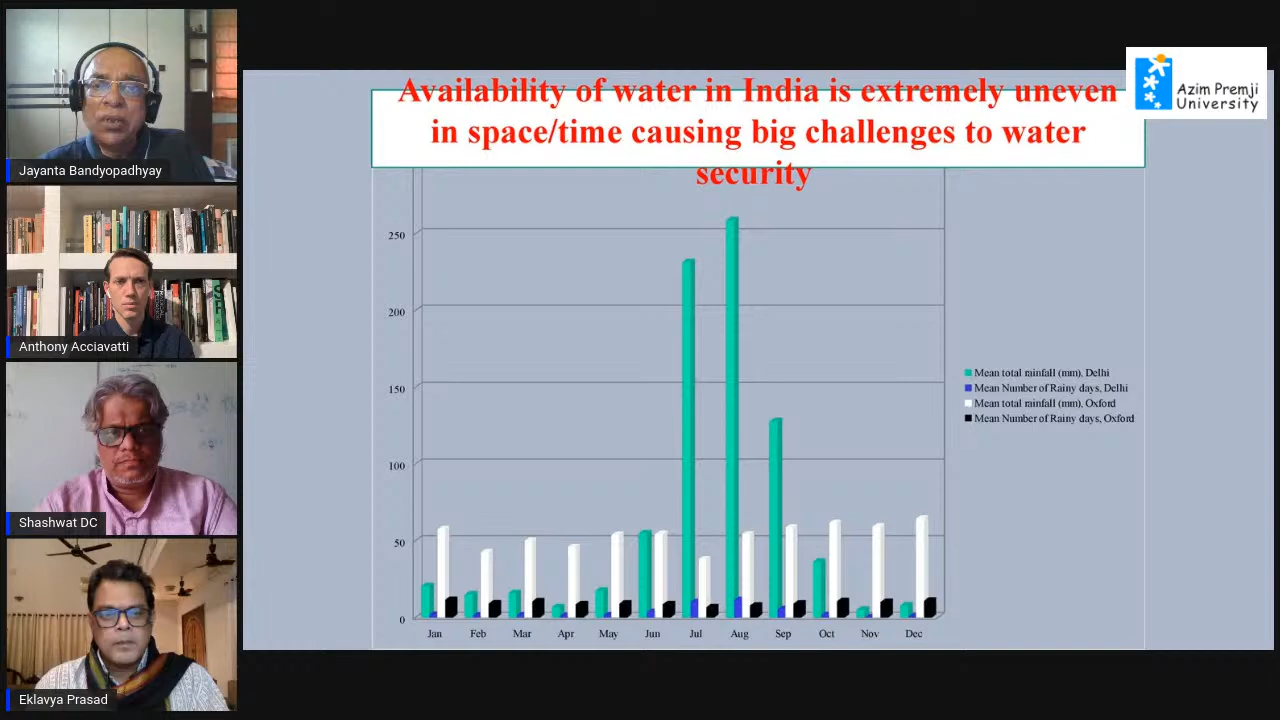 Availability of water in India is extremely uneven
in space/time causing big challenges to water
security
Azim Premji
University
Jayanta Bandyopadhyay
Anthony Acciavatti
Shashwat DC
Eklavya Prasad
250
200
150
100
50
0
Jan Feb Mar Apr May Jun Jul Aug Sep Oct Nov Dec
Mean total rainfall (mm), Delhi
Mean Number of Rainy days, Delhi
Mean total rainfall (mm), Oxford
Mean Number of Rainy days, Oxford